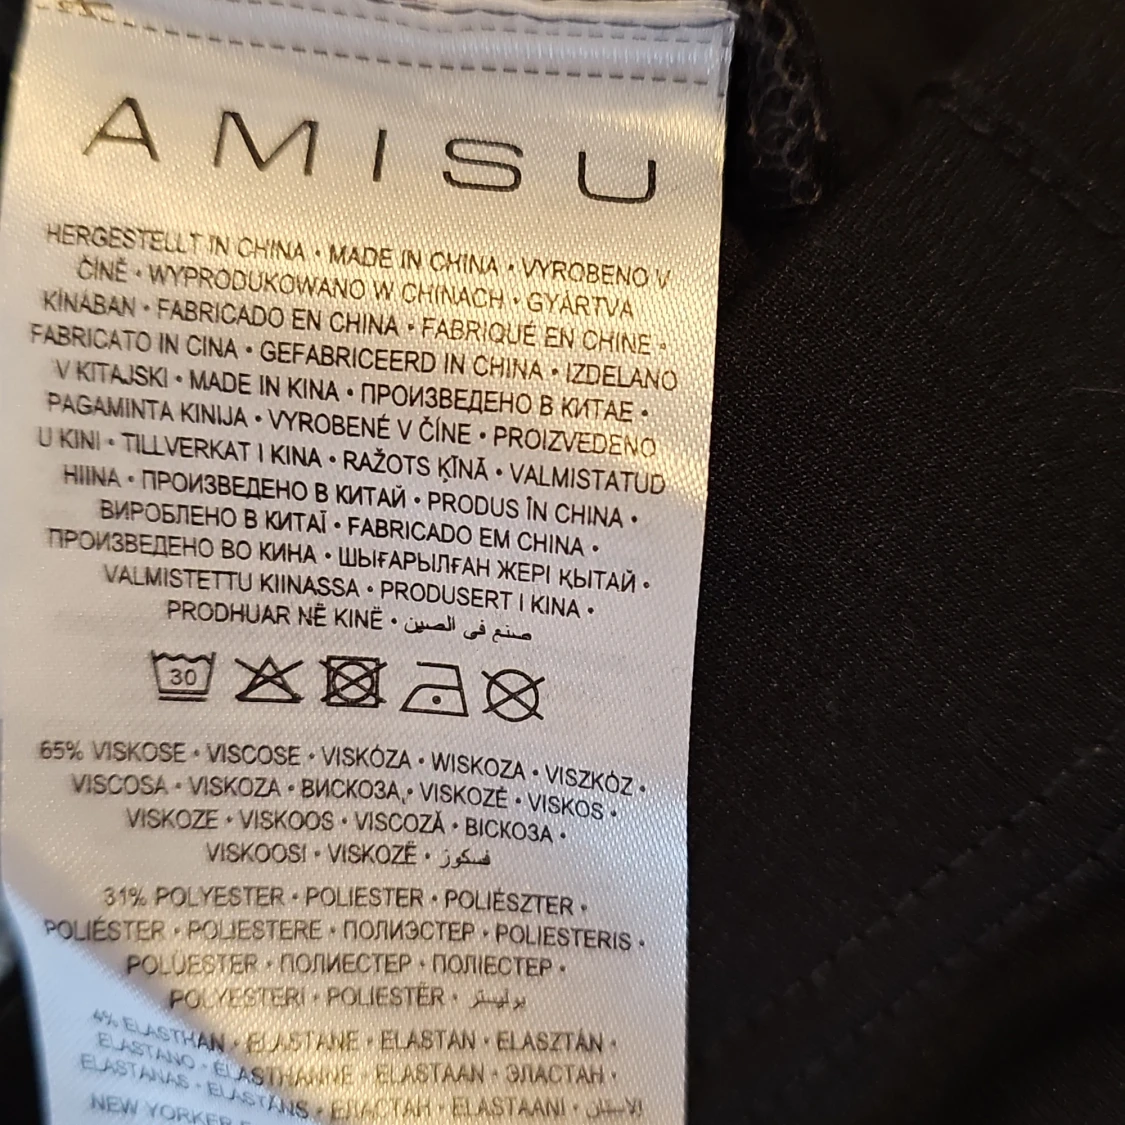 AMISU
HERGESTELLT IN CHINA • MADE IN CHINA • VYROBENO V
ČÍNĚ • WYPRODUKOWANO W CHINACH • GYÁRTVA
KÍNÁBAN • FABRICADO EN CHINA • FABRIQUÉ EN CHINE •
FABRICATO IN CINA • GEFABRICEERD IN CHINA • IZDELANO
V KITAJSKI • MADE IN KINA • ПРОИЗВЕДЕНО В КИТАЕ •
PAGAMINTA KINIJA • VYROBENÉ V ČÍNE • PROIZVEDENO
U KINI • TILLVERKAT I KINA • RAŽOTS ĶĪNĀ • VALMISTATUD
HIINA • ПРОИЗВЕДЕНО В КИТАЙ • PRODUS ÎN CHINA •
ВИРОБЛЕНО В КИТАЇ • FABRICADO EM CHINA •
ПРОИЗВЕДЕНО ВО КИНА • ШЫҒАРЫЛҒАН ЖЕРІ ҚЫТАЙ •
VALMISTETTU KIINASSA • PRODUSERT I KINA •
PRODHUAR NË KINË • صنع في الصين
30
65% VISKOSE • VISCOSE • VISKÓZA • WISKOZA • VISZKÓZ •
VISCOSA • VISKOZA • ВИСКОЗА, • VISKOZĖ • VISKOS •
VISKOZE • VISKOOS • VISCOZĂ • ВІСКОЗА •
VISKOOSI • VISKOZË • فسكوز
31% POLYESTER • POLIESTER • POLIÉSZTER •
POLIÉSTER • POLIESTERE • ПОЛИЭСТЕР • POLIESTERIS •
POLÜESTER • ПОЛИЕСТЕР • ПОЛІЕСТЕР •
POLYESTERI • POLIESTËR • بوليستر
4% ELASTHAN • ELASTANE • ELASTAN • ELASZTÁN •
ELASTANO • ÉLASTHANNE • ELASTAAN • ЭЛАСТАН •
ELASTANAS • ELASTĀNS • ЕЛАСТАН • ELASTAANI •
NEW YORKER